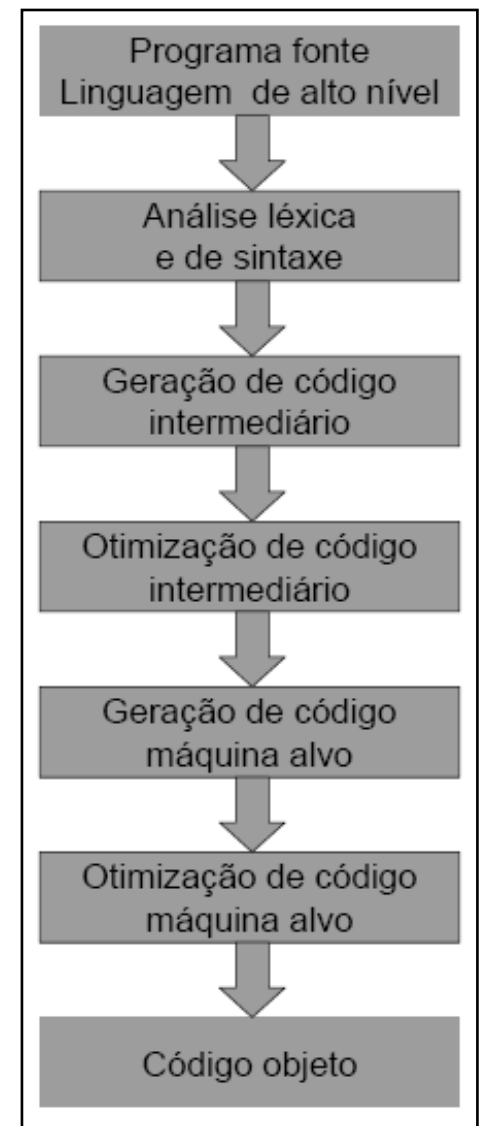 Programa fonte
Linguagem de alto nível
Análise léxica
e de sintaxe
Geração de código
intermediário
Otimização de código
intermediário
Geração de código
máquina alvo
Otimização de código
máquina alvo
Código objeto